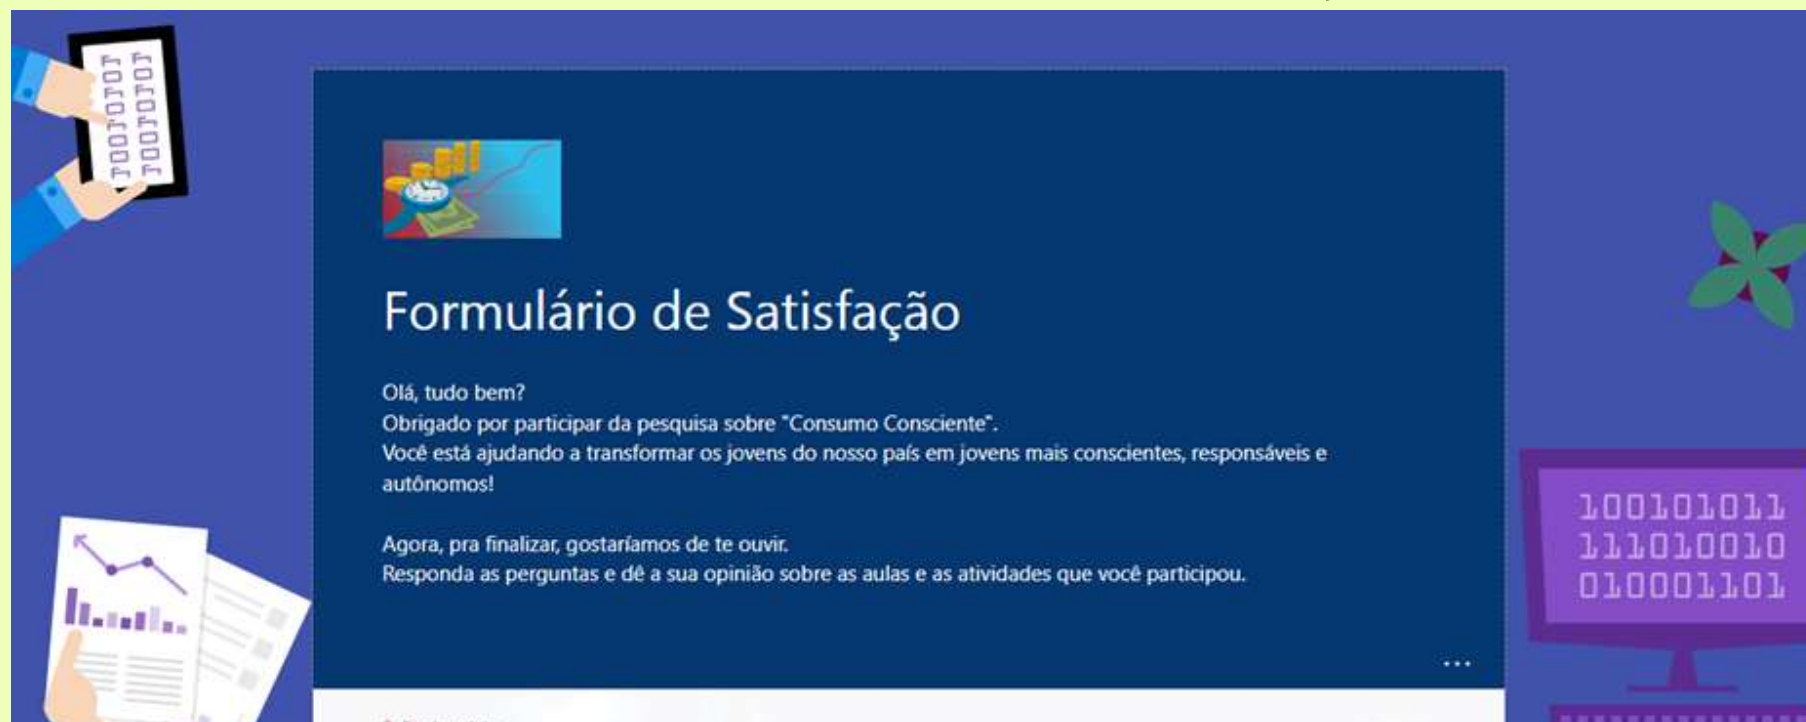 Formulário de Satisfação
Olá, tudo bem?
Obrigado por participar da pesquisa sobre "Consumo Consciente".
Você está ajudando a transformar os jovens do nosso país em jovens mais conscientes, responsáveis e
autônomos!
Agora, pra finalizar, gostaríamos de te ouvir.
Responda as perguntas e dê a sua opinião sobre as aulas e as atividades que você participou.
...
100101011
111010010
010001101